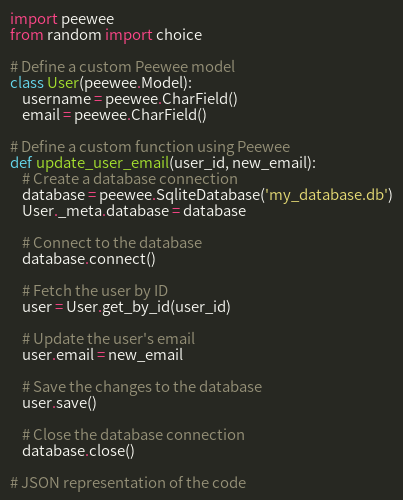 import peewee
from random import choice

# Define a custom Peewee model
class User(peewee.Model):
    username = peewee.CharField()
    email = peewee.CharField()

# Define a custom function using Peewee
def update_user_email(user_id, new_email):
    # Create a database connection
    database = peewee.SqliteDatabase('my_database.db')
    User._meta.database = database

    # Connect to the database
    database.connect()

    # Fetch the user by ID
    user = User.get_by_id(user_id)

    # Update the user's email
    user.email = new_email

    # Save the changes to the database
    user.save()

    # Close the database connection
    database.close()

# JSON representation of the code